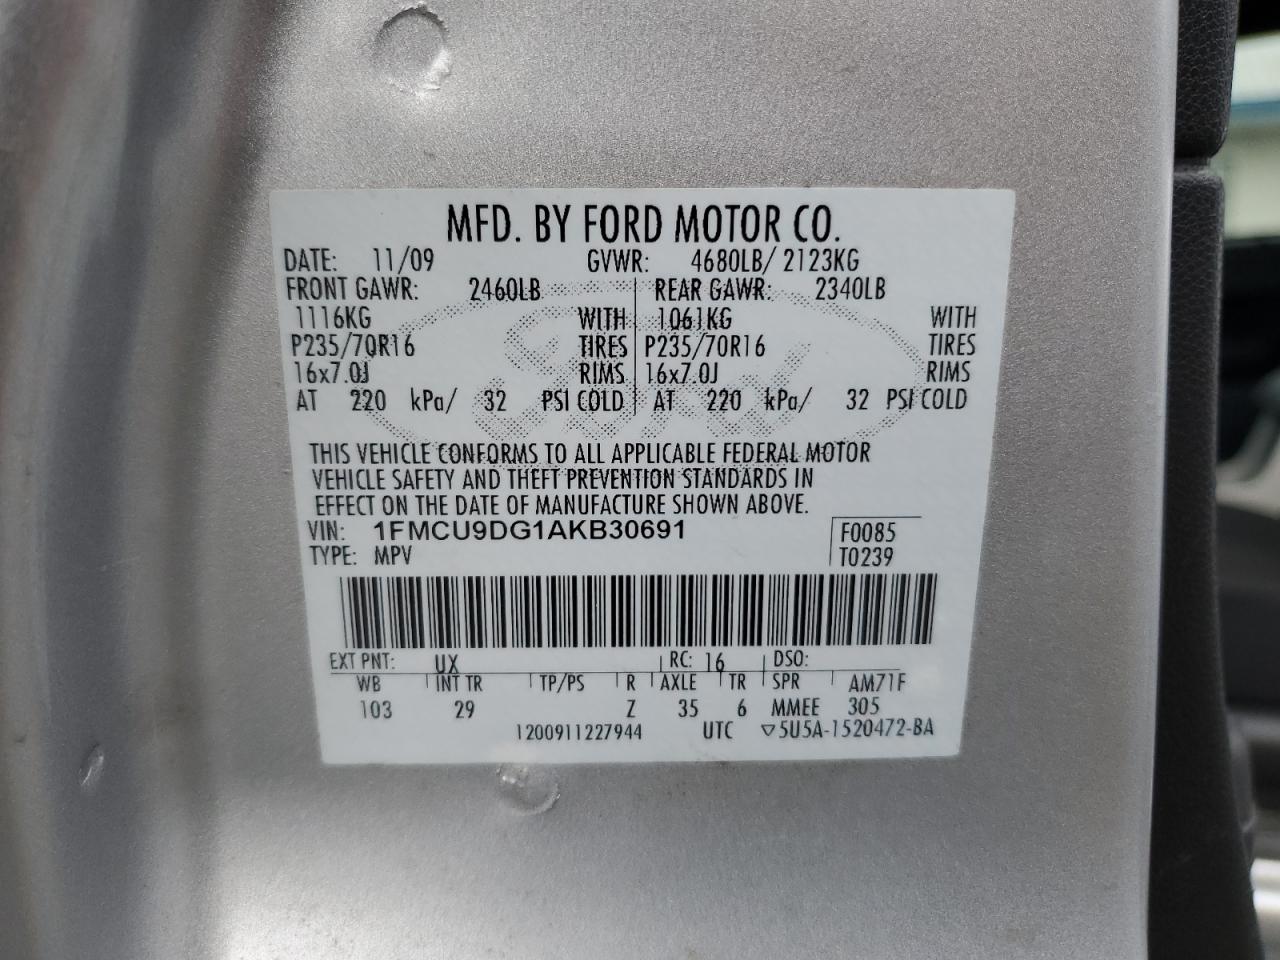 MFD. BY FORD MOTOR CO.
DATE: 11/09 GVWR: 4680LB/ 2123KG
FRONT GAWR: 2460LB REAR GAWR: 2340LB
1116KG WITH 1061KG WITH
P235/70R16 TIRES P235/70R16 TIRES
16x7.0J RIMS 16x7.0J RIMS
AT 220 kPa/ 32 PSI COLD AT 220 kPa/ 32 PSI COLD
THIS VEHICLE CONFORMS TO ALL APPLICABLE FEDERAL MOTOR
VEHICLE SAFETY AND THEFT PREVENTION STANDARDS IN
EFFECT ON THE DATE OF MANUFACTURE SHOWN ABOVE.
VIN: 1FMCU9DG1AKB30691 F0085
TYPE: MPV T0239
EXT PNT: UX RC: 16 DSO:
WB INT TR TP/PS R AXLE TR SPR AM71F
103 29 Z 35 6 MMEE 305
1200911227944 UTC ▽5U5A-1520472-BA